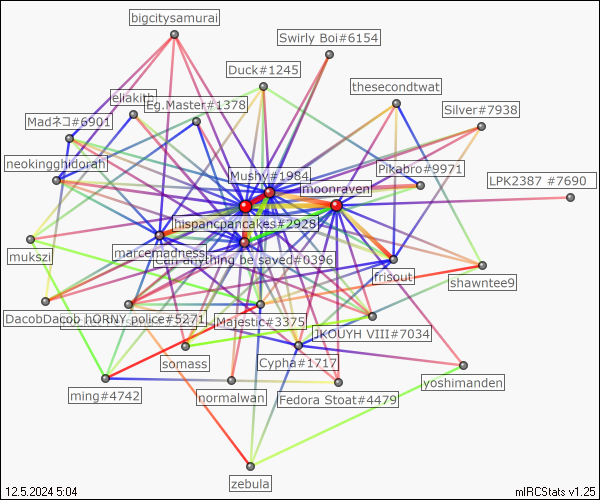 bigcitysamurai
Swirly Boi#6154
Duck#1245
thesecondtwat
eliakith
Eg.Master#1378
Silver#7938
Madネコ#6901
neokingghidorah
Mushy#1984
Pikabro#9971
LPK2387 #7690
moonraven
hispancpancakes#2928
mukszi
marcemadness
Can anything be saved#0396
frisout
shawntee9
DacobDacob
hORNY police#5271
Majestic#3375
JKOUYH VIII#7034
somass
Cypha#1717
yoshimanden
ming#4742
normalwan
Fedora Stoat#4479
zebula
12.5.2024 5:04
mIRCStats v1.25